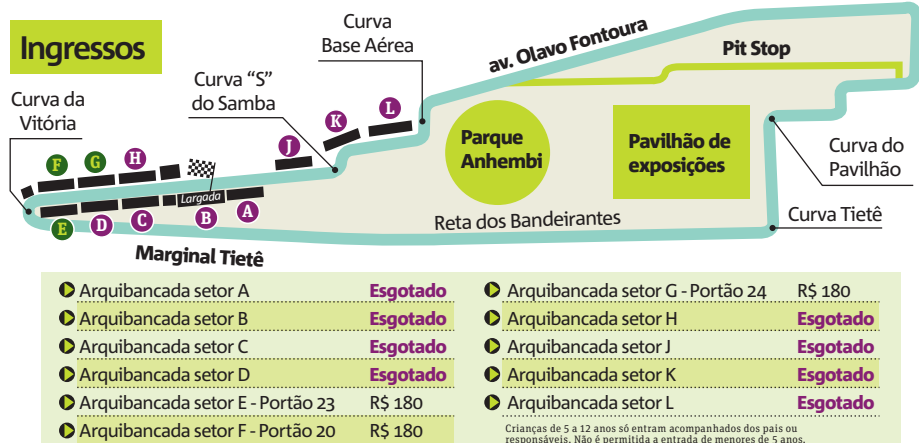 Ingressos
Curva
Base Aérea
av. Olavo Fontoura
Pit Stop
Curva “S”
do Samba
Curva da
Vitória
L
K
J
H
G
F
Parque
Anhembi
Pavilhão de
exposições
Curva do
Pavilhão
Largada
A
B
C
D
E
Reta dos Bandeirantes
Curva Tietê
Marginal Tietê
Arquibancada setor A Esgotado
Arquibancada setor B Esgotado
Arquibancada setor C Esgotado
Arquibancada setor D Esgotado
Arquibancada setor E - Portão 23 R$ 180
Arquibancada setor F - Portão 20 R$ 180
Arquibancada setor G - Portão 24 R$ 180
Arquibancada setor H Esgotado
Arquibancada setor J Esgotado
Arquibancada setor K Esgotado
Arquibancada setor L Esgotado
Crianças de 5 a 12 anos só entram acompanhados dos pais ou
responsáveis. Não é permitida a entrada de menores de 5 anos.